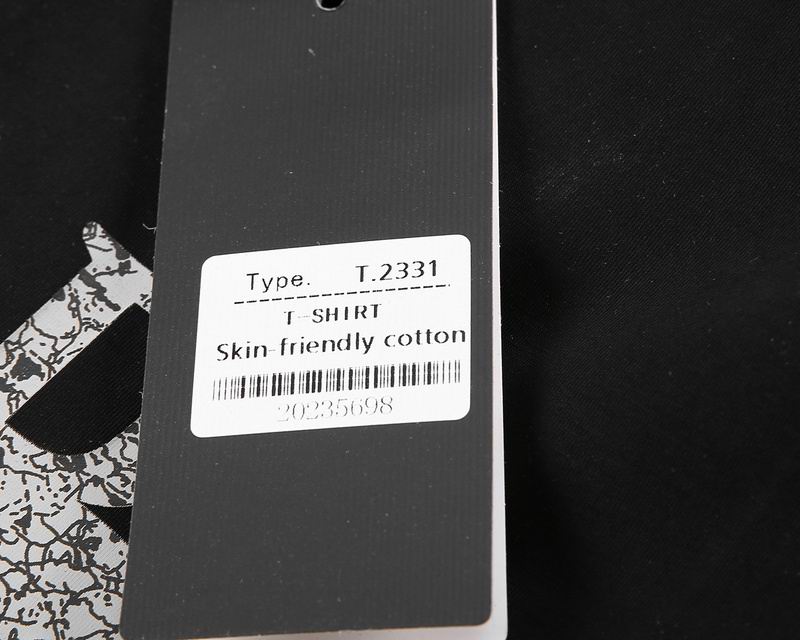 Type. T.2331
T-SHIRT
Skin-friendly cotton
20235698